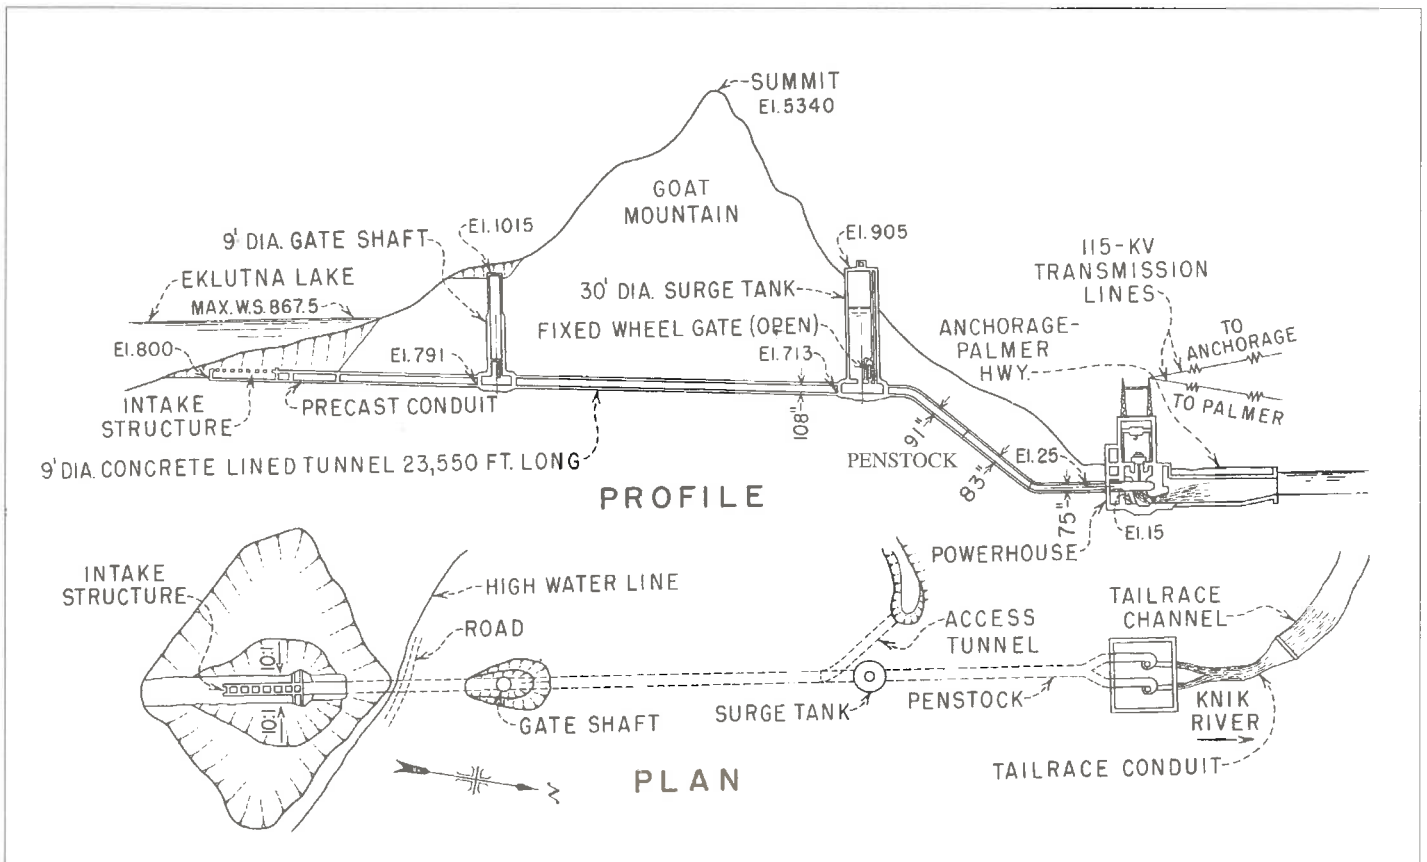 SUMMIT
El.5340
GOAT
MOUNTAIN
El.1015
9' DIA. GATE SHAFT
EKLUTNA LAKE
MAX.W.S.867.5
El.800
El.791
INTAKE
STRUCTURE
PRECAST CONDUIT
9' DIA. CONCRETE LINED TUNNEL 23,550 FT. LONG
El.905
30' DIA. SURGE TANK
FIXED WHEEL GATE (OPEN)
El.713
108"
91"
83"
75"
PENSTOCK
El.25
115-KV
TRANSMISSION
LINES
ANCHORAGE-
PALMER
HWY.
TO
ANCHORAGE
TO PALMER
El.15
POWERHOUSE
PROFILE
INTAKE
STRUCTURE
10:1
10:1
HIGH WATER LINE
ROAD
GATE SHAFT
SURGE TANK
ACCESS
TUNNEL
PENSTOCK
TAILRACE
CHANNEL
KNIK
RIVER
TAILRACE CONDUIT
N
PLAN